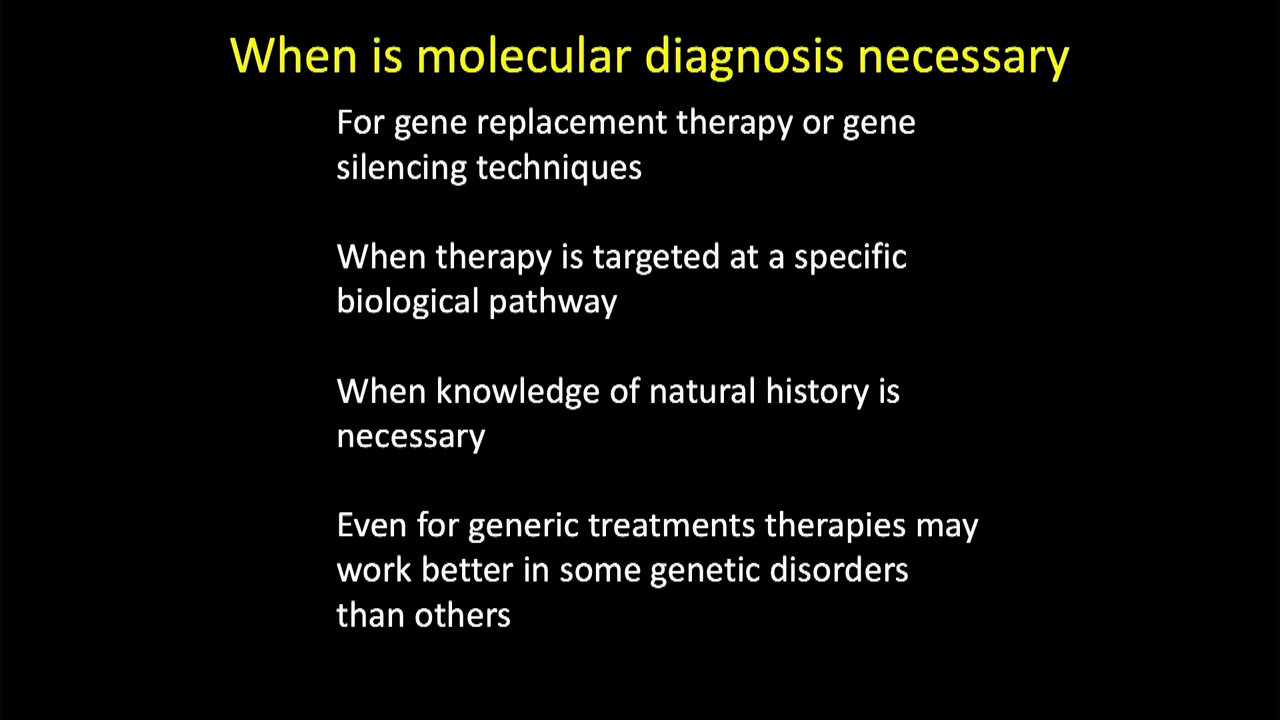 When is molecular diagnosis necessary
For gene replacement therapy or gene
silencing techniques
When therapy is targeted at a specific
biological pathway
When knowledge of natural history is
necessary
Even for generic treatments therapies may
work better in some genetic disorders
than others